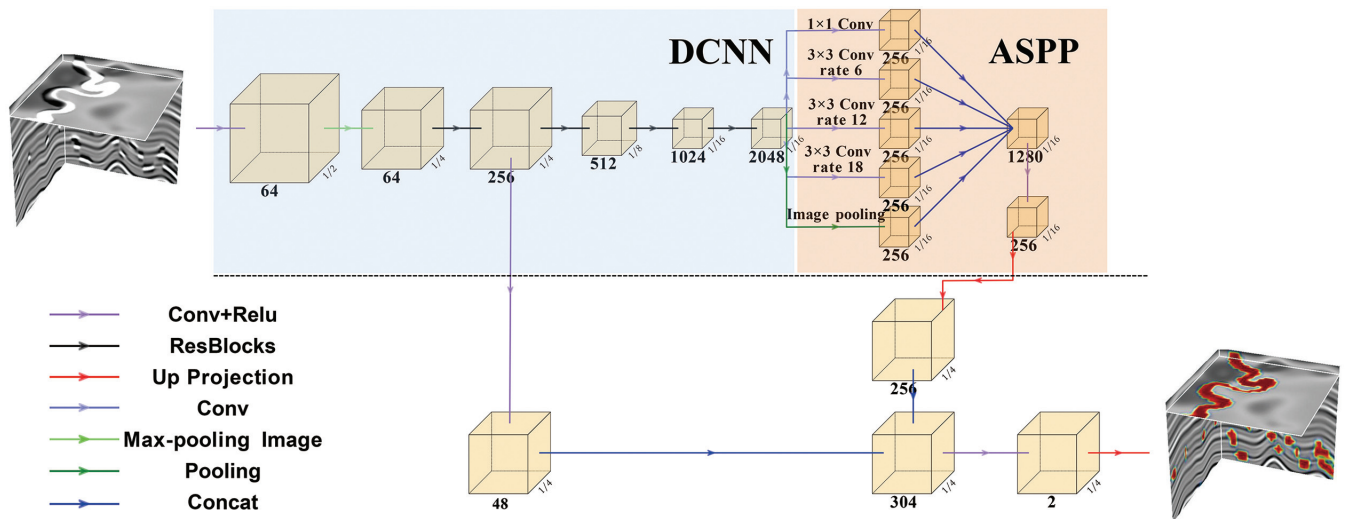 DCNN
ASPP
64
1/2
64
1/4
256
1/4
512
1/8
1024
1/16
2048
1/16
1×1 Conv
256
1/16
3×3 Conv
rate 6
256
1/16
3×3 Conv
rate 12
256
1/16
3×3 Conv
rate 18
256
1/16
Image pooling
256
1/16
1280
1/16
256
1/16
256
1/4
48
1/4
304
1/4
2
1/4
Conv+Relu
ResBlocks
Up Projection
Conv
Max-pooling Image
Pooling
Concat